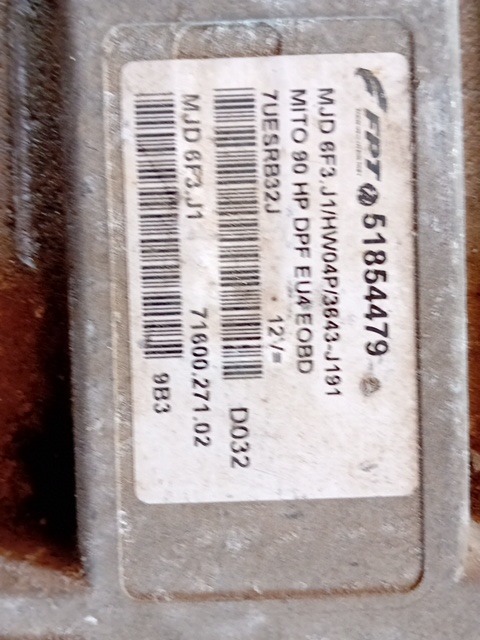 FPT 51854479
MJD 6F3.J1/HW04P/3643-J191
MITO 90 HP DPF EU4 EOBD
7UESRB32J 12V=
D032
MJD 6F3.J1 71600.271.02
9B3